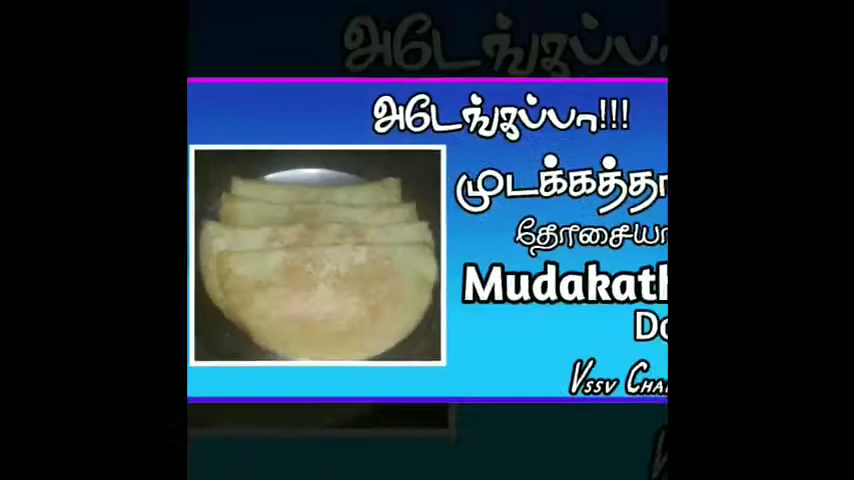 அடேங்கப்பா!!!
முடக்கத்தா
தோசையா
Mudakath
Do
Vssv Cha